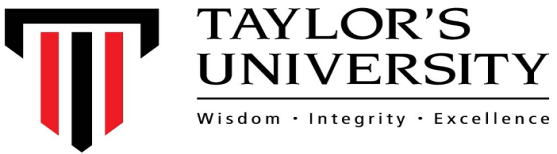 TAYLOR'S
UNIVERSITY
Wisdom · Integrity · Excellence